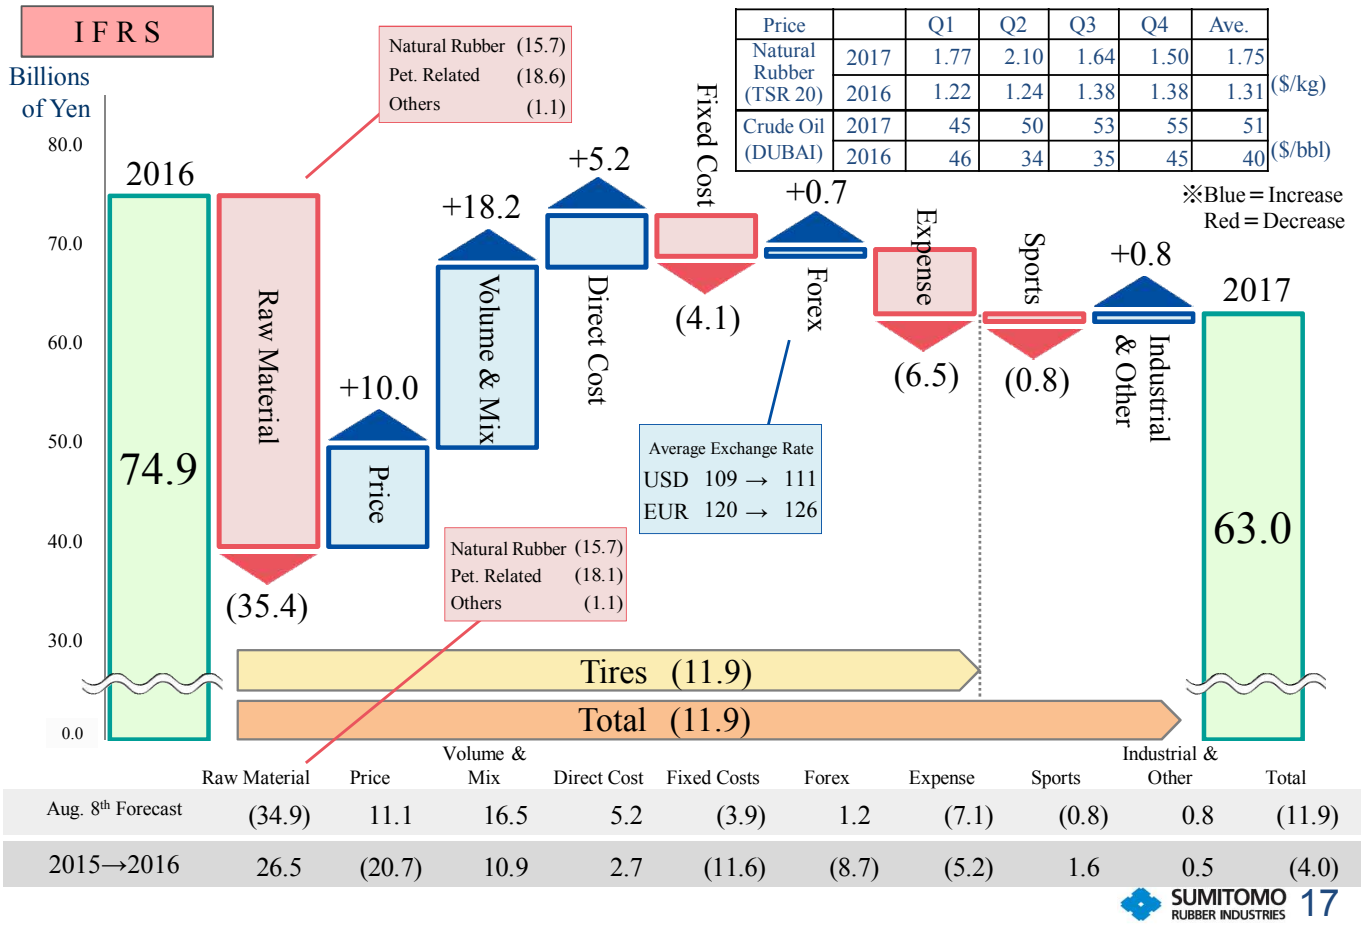 I F R S
Billions
of Yen
80.0
70.0
60.0
50.0
40.0
30.0
0.0
Natural Rubber (15.7)
Pet. Related (18.6)
Others (1.1)
Price Q1 Q2 Q3 Q4 Ave.
Natural Rubber (TSR 20) 2017 1.77 2.10 1.64 1.50 1.75
2016 1.22 1.24 1.38 1.38 1.31
($/kg)
Crude Oil (DUBAI) 2017 45 50 53 55 51
2016 46 34 35 45 40
($/bbl)
※Blue＝Increase
Red＝Decrease
2016
74.9
Raw Material
(35.4)
+10.0
Price
+18.2
Volume & Mix
+5.2
Direct Cost
Fixed Cost
(4.1)
+0.7
Forex
Expense
(6.5)
Sports
(0.8)
+0.8
Industrial
& Other
2017
63.0
Average Exchange Rate
USD 109 → 111
EUR 120 → 126
Natural Rubber (15.7)
Pet. Related (18.1)
Others (1.1)
Tires (11.9)
Total (11.9)
Raw Material Price Volume & Mix Direct Cost Fixed Costs Forex Expense Sports Industrial & Other Total
Aug. 8th Forecast (34.9) 11.1 16.5 5.2 (3.9) 1.2 (7.1) (0.8) 0.8 (11.9)
2015→2016 26.5 (20.7) 10.9 2.7 (11.6) (8.7) (5.2) 1.6 0.5 (4.0)
SUMITOMO
RUBBER INDUSTRIES
17